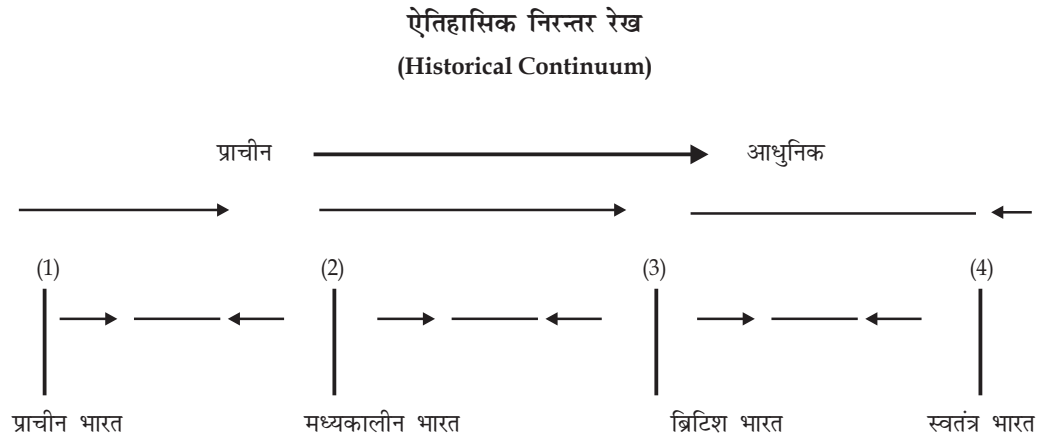 ऐतिहासिक निरन्तर रेख
(Historical Continuum)
प्राचीन आधुनिक
(1) (2) (3) (4)
प्राचीन भारत मध्यकालीन भारत ब्रिटिश भारत स्वतंत्र भारत